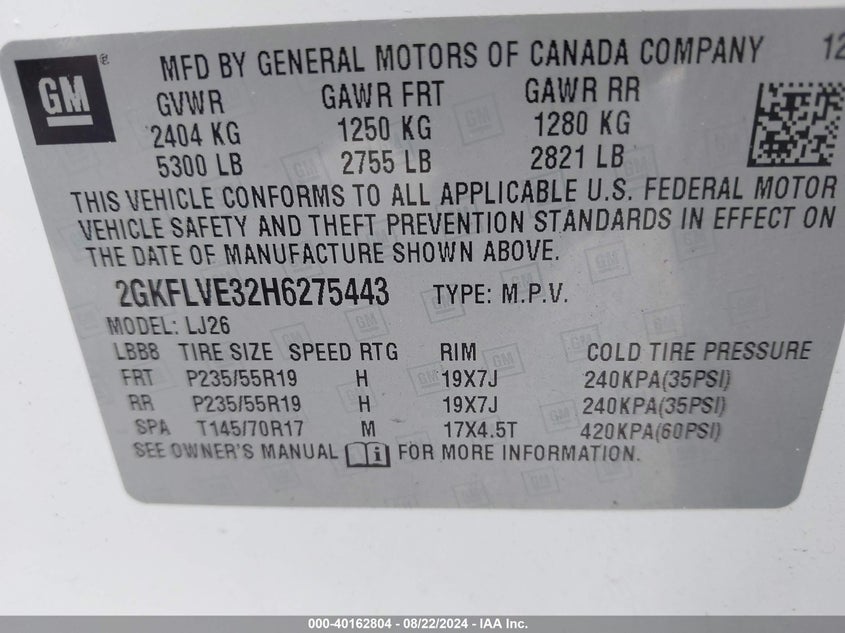 GM
MFD BY GENERAL MOTORS OF CANADA COMPANY 12
GVWR GAWR FRT GAWR RR
2404 KG 1250 KG 1280 KG
5300 LB 2755 LB 2821 LB
THIS VEHICLE CONFORMS TO ALL APPLICABLE U.S. FEDERAL MOTOR
VEHICLE SAFETY AND THEFT PREVENTION STANDARDS IN EFFECT ON
THE DATE OF MANUFACTURE SHOWN ABOVE.
2GKFLVE32H6275443 TYPE: M.P.V.
MODEL: LJ26
LBB8 TIRE SIZE SPEED RTG RIM COLD TIRE PRESSURE
FRT P235/55R19 H 19X7J 240KPA(35PSI)
RR P235/55R19 H 19X7J 240KPA(35PSI)
SPA T145/70R17 M 17X4.5T 420KPA(60PSI)
SEE OWNER'S MANUAL FOR MORE INFORMATION.
000-40162804 - 08/22/2024 - IAA Inc.